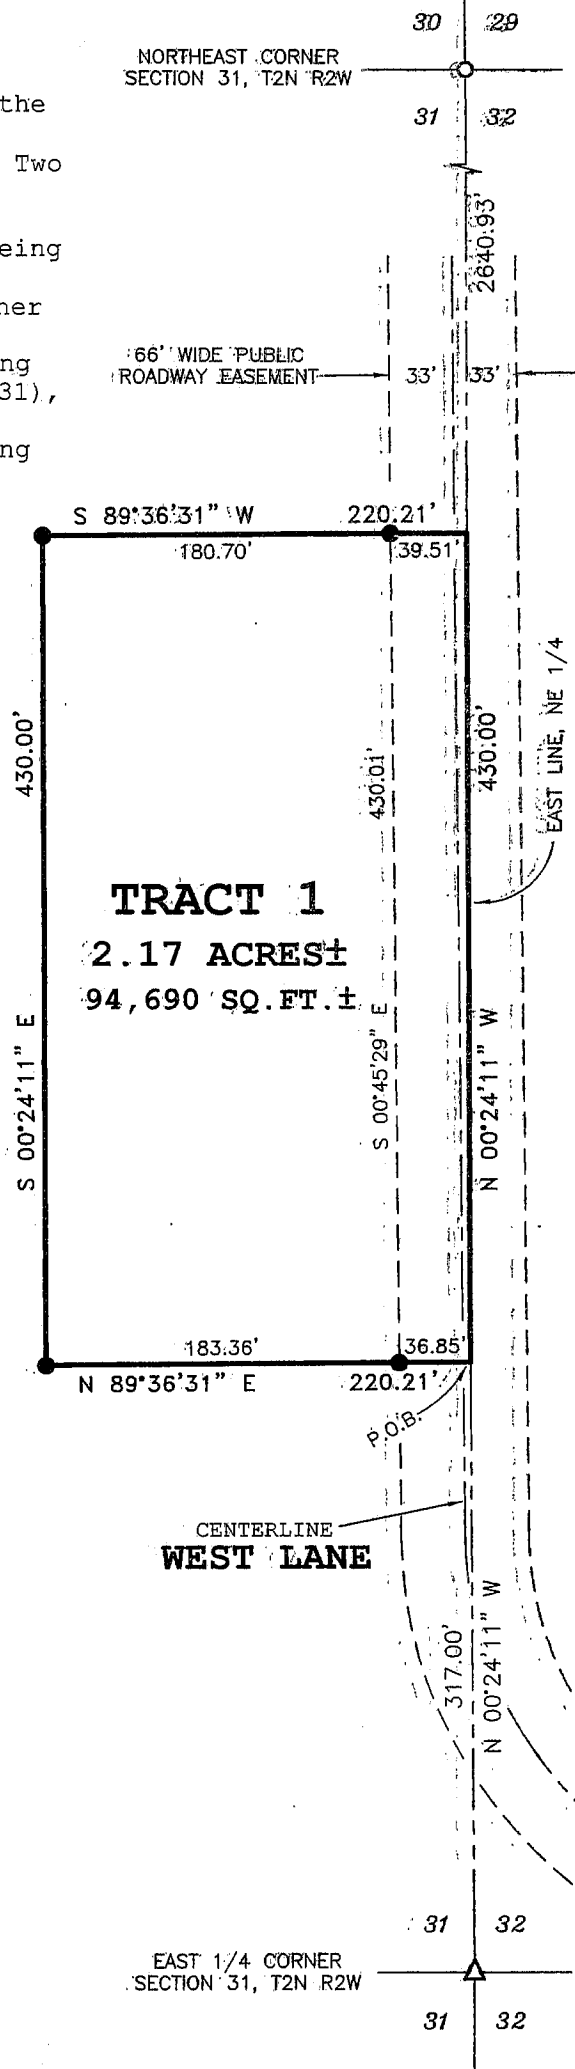 30 29
NORTHEAST CORNER
SECTION 31, T2N R2W
the
31 32
Two
2640.93'
eing
ner
66' WIDE PUBLIC
ROADWAY EASEMENT
33' 33'
ng
31),
ng
S 89°36'31" W 220.21'
180.70' 39.51'
EAST LINE, NE 1/4
430.00'
430.01'
430.00'
TRACT 1
2.17 ACRES±
94,690 SQ.FT.±
S 00°24'11" E
S 00°45'29" E
N 00°24'11" W
183.36' 36.85'
N 89°36'31" E 220.21'
P.O.B.
CENTERLINE
WEST LANE
317.00'
N 00°24'11" W
31 32
EAST 1/4 CORNER
SECTION 31, T2N R2W
31 32